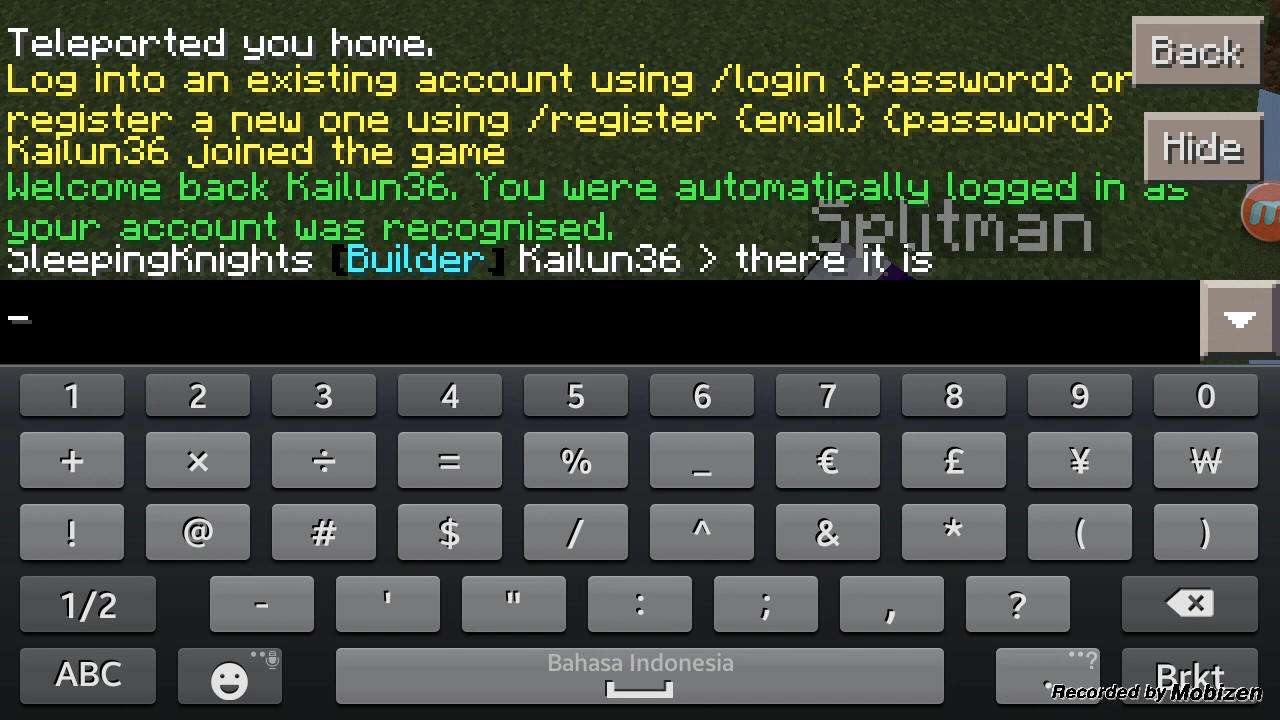 Teleported you home.
Back
Log into an existing account using /login {password} or
register a new one using /register {email} {password}
Kailun36 joined the game
Hide
Welcome back Kailun36. You were automatically logged in as
your account was recognised.
Splitman
SleepingKnights [Builder] Kailun36 > there it is
_
1 2 3 4 5 6 7 8 9 0
+ × ÷ = % _ € £ ¥ ₩
! @ # $ / ^ & * ( )
1/2 - ' " : ; , ?
ABC Bahasa Indonesia . ? Brkt
Recorded by Mobizen